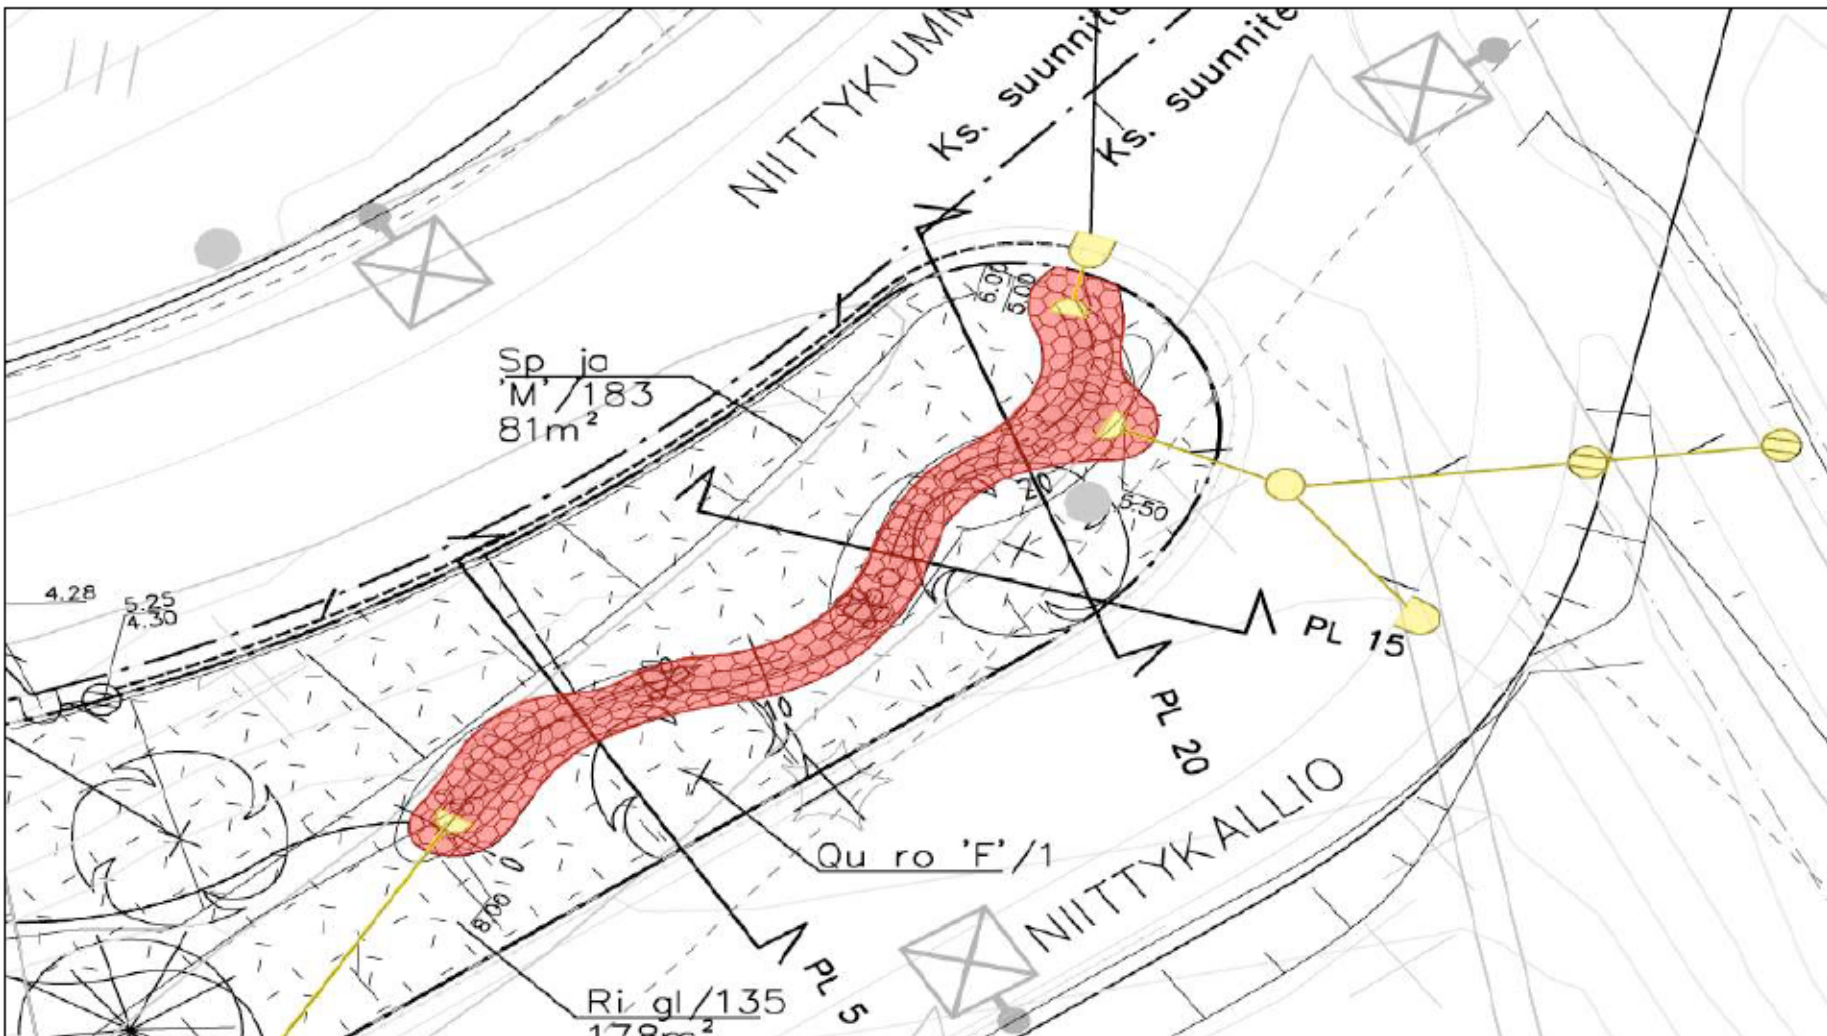 NIITTYKUMM
Ks. suunnite
Ks. suunnite
6.00
5.00
Sp ja
'M'/183
81m²
20
5.50
4.28
5.25
4.30
PL 15
10
PL 20
Qu ro 'F'/1
NIITTYKALLIO
0
8.00
PL 5
Ri gl/135
178m²